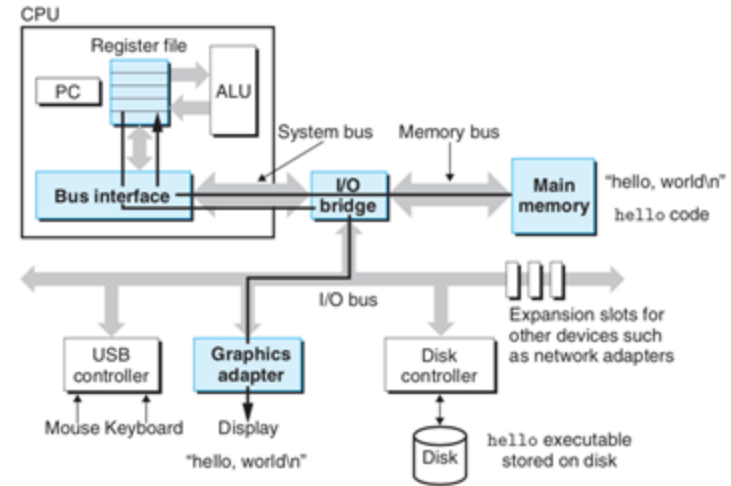 CPU
Register file
PC
ALU
System bus
Memory bus
Bus interface
I/O
bridge
Main
memory
"hello, world\n"
hello code
I/O bus
Expansion slots for
other devices such
as network adapters
USB
controller
Graphics
adapter
Disk
controller
Mouse Keyboard
Display
"hello, world\n"
Disk
hello executable
stored on disk